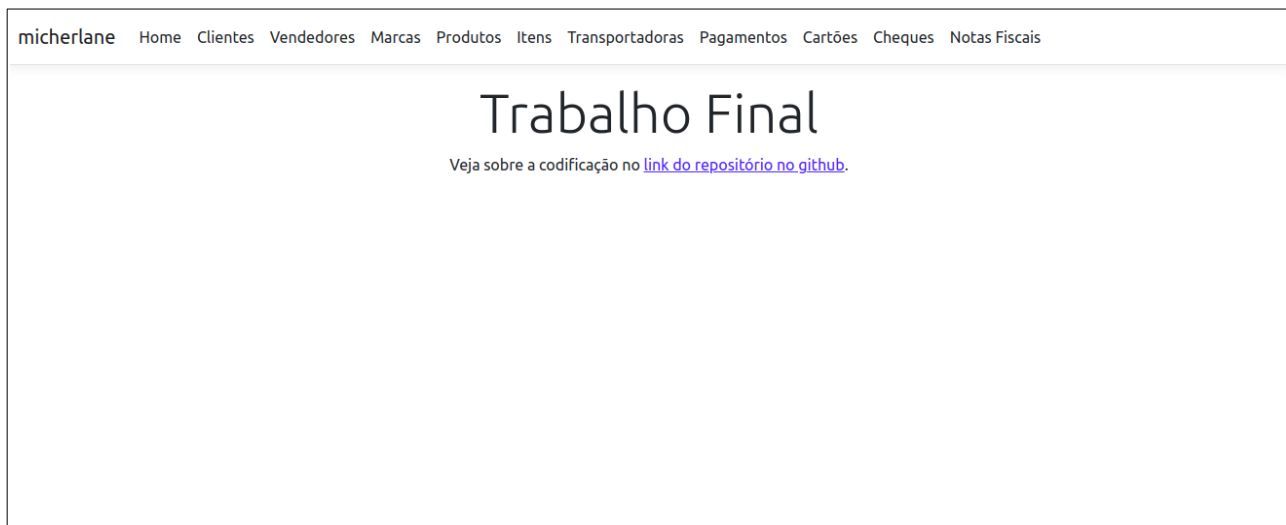 micherlane Home Clientes Vendedores Marcas Produtos Itens Transportadoras Pagamentos Cartões Cheques Notas Fiscais
Trabalho Final
Veja sobre a codificação no link do repositório no github.